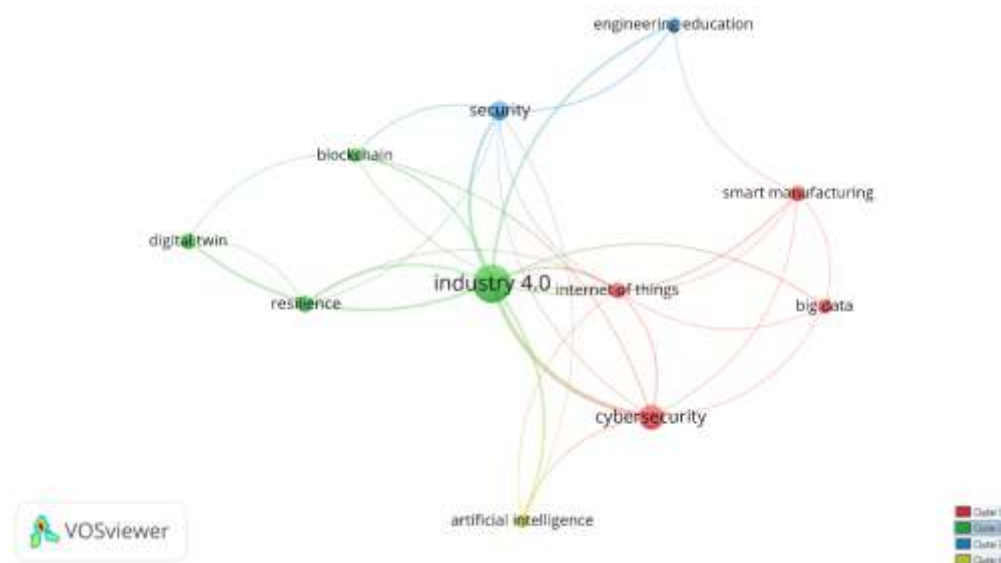 engineering education
security
blockchain
smart manufacturing
digital twin
industry 4.0
internet of things
resilience
big data
cybersecurity
artificial intelligence
VOSviewer